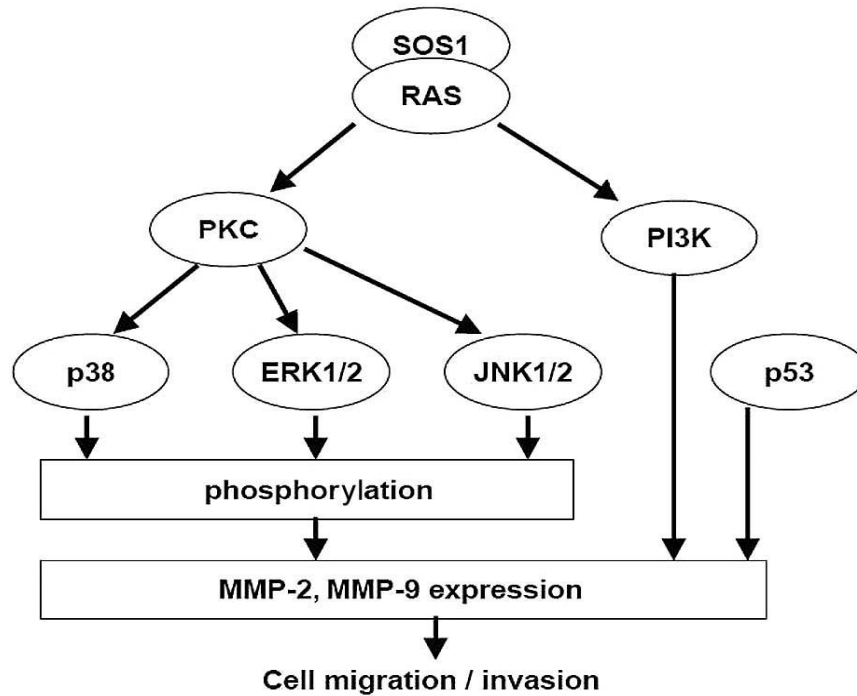 SOS1
RAS
PKC
PI3K
p38
ERK1/2
JNK1/2
p53
phosphorylation
MMP-2, MMP-9 expression
Cell migration / invasion